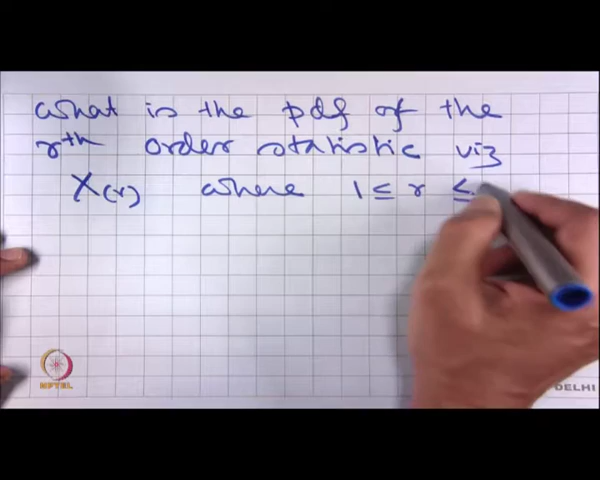 what is the pdf of the
rth order statistic viz
X(r) where 1 ≤ r ≤
NPTEL
DELHI